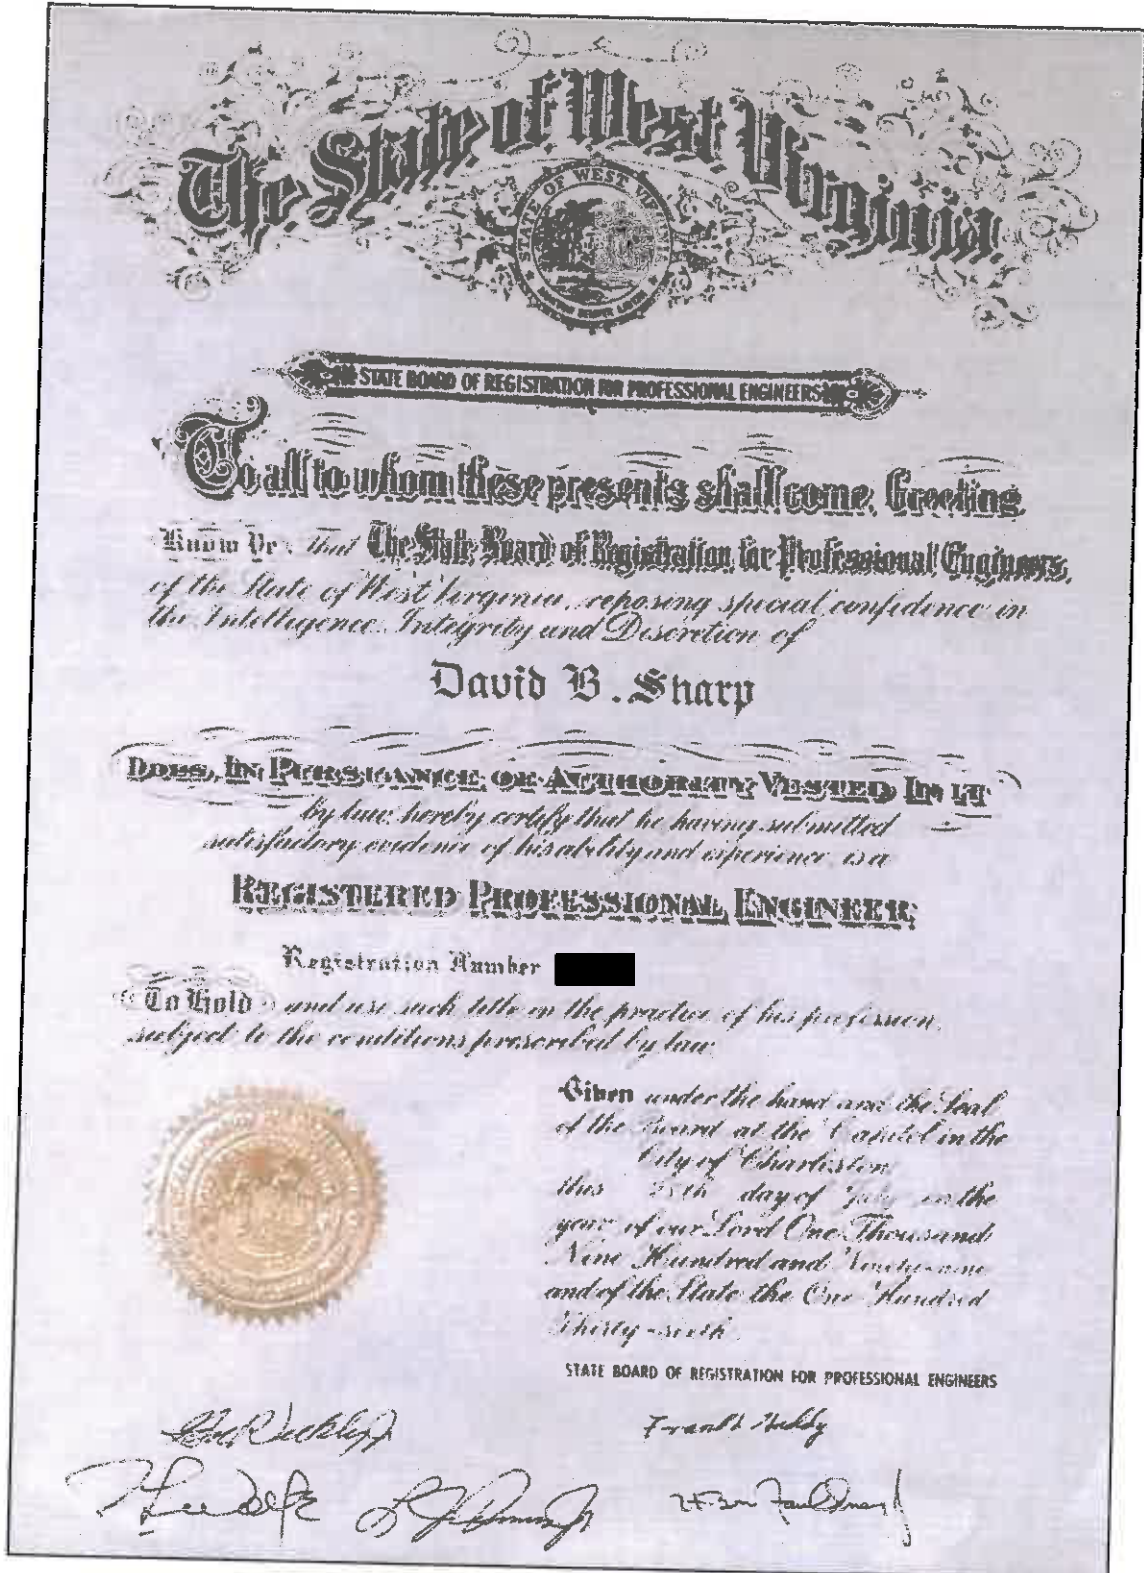 The State of West Virginia
STATE OF WEST VIRGINIA
MONTANI SEMPER LIBERI
STATE BOARD OF REGISTRATION FOR PROFESSIONAL ENGINEERS
To all to whom these presents shall come, Greeting
Know Ye, That The State Board of Registration for Professional Engineers,
of the State of West Virginia, reposing special confidence in
the Intelligence, Integrity and Discretion of
David B. Sharp
DOES, IN PURSUANCE OF AUTHORITY VESTED IN IT
by law, hereby certify that he having submitted
satisfactory evidence of his ability and experience is a
REGISTERED PROFESSIONAL ENGINEER
Registration Number
To Hold and use such title in the practice of his profession,
subject to the conditions prescribed by law.
Given under the hand and the Seal
of the Board at the Capitol in the
City of Charleston,
this day of July in the
year of our Lord One Thousand
Nine Hundred and Ninety-nine
and of the State the One Hundred
Thirty-sixth.
STATE BOARD OF REGISTRATION FOR PROFESSIONAL ENGINEERS